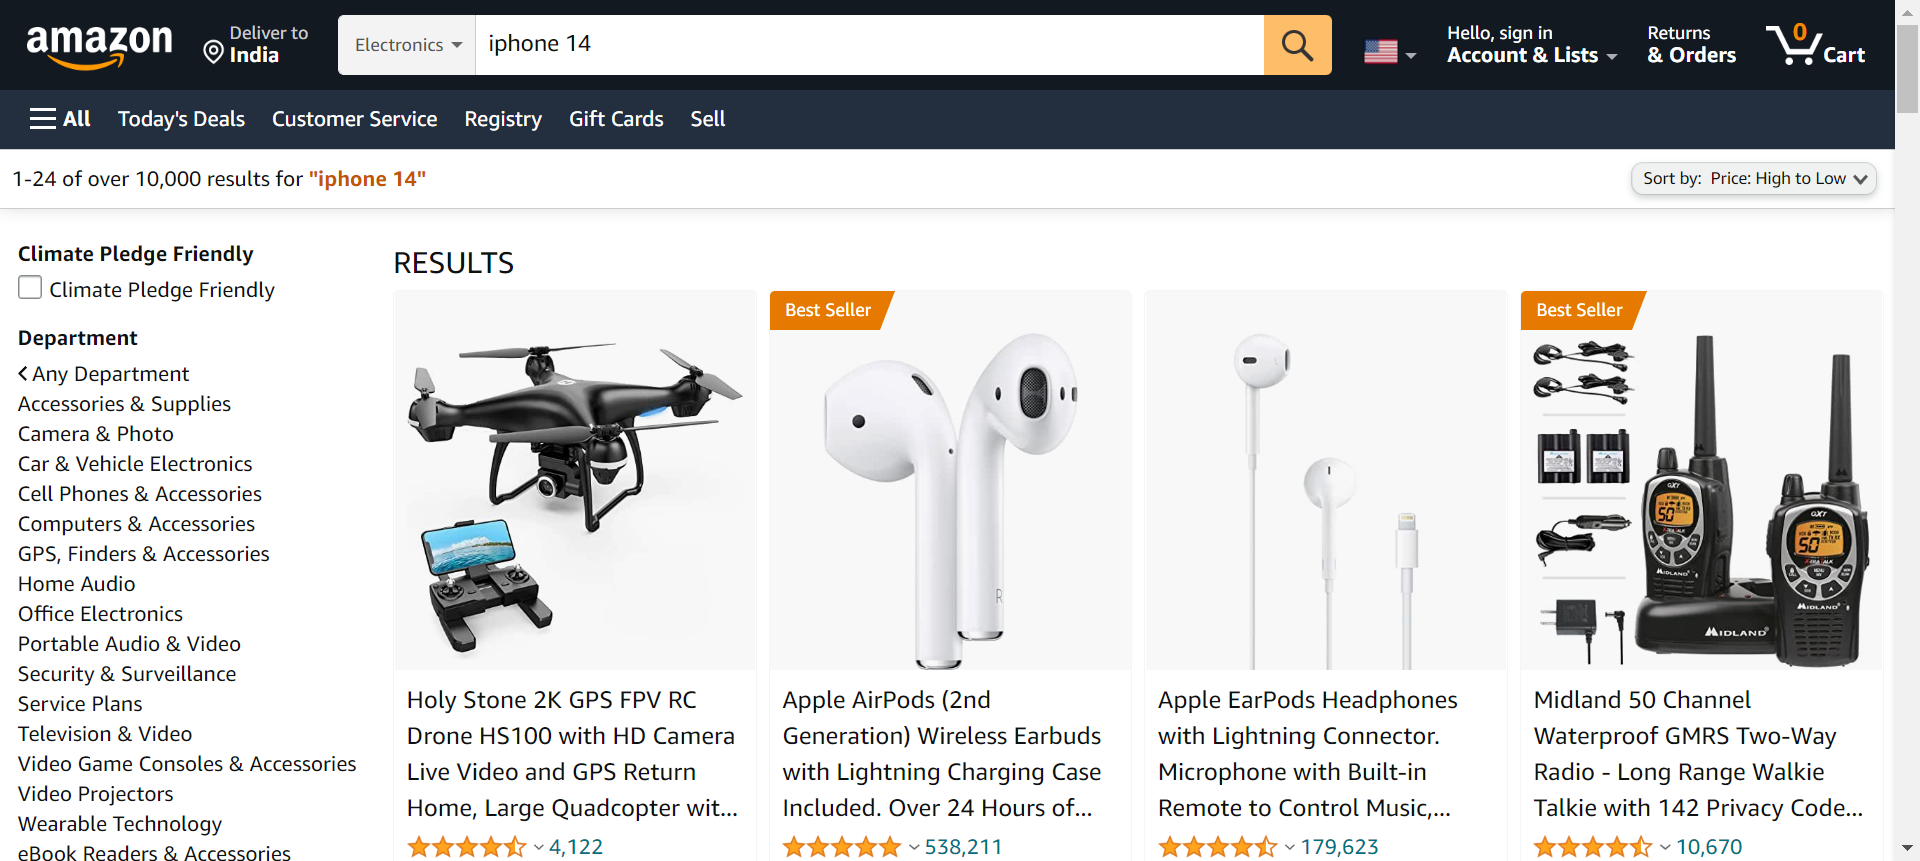 amazon
Deliver to
India
Electronics
iphone 14
Hello, sign in
Account & Lists
Returns
& Orders
0
Cart
All
Today's Deals
Customer Service
Registry
Gift Cards
Sell
1-24 of over 10,000 results for "iphone 14"
Sort by: Price: High to Low
Climate Pledge Friendly
Climate Pledge Friendly
Department
Any Department
Accessories & Supplies
Camera & Photo
Car & Vehicle Electronics
Cell Phones & Accessories
Computers & Accessories
GPS, Finders & Accessories
Home Audio
Office Electronics
Portable Audio & Video
Security & Surveillance
Service Plans
Television & Video
Video Game Consoles & Accessories
Video Projectors
Wearable Technology
eBook Readers & Accessories
RESULTS
Holy Stone 2K GPS FPV RC
Drone HS100 with HD Camera
Live Video and GPS Return
Home, Large Quadcopter wit...
4,122
Best Seller
R
Apple AirPods (2nd
Generation) Wireless Earbuds
with Lightning Charging Case
Included. Over 24 Hours of...
538,211
Apple EarPods Headphones
with Lightning Connector.
Microphone with Built-in
Remote to Control Music,...
179,623
Best Seller
GXT
50
MIDLAND
GXT
50
MIDLAND
MIDLAND
Midland 50 Channel
Waterproof GMRS Two-Way
Radio - Long Range Walkie
Talkie with 142 Privacy Code...
10,670